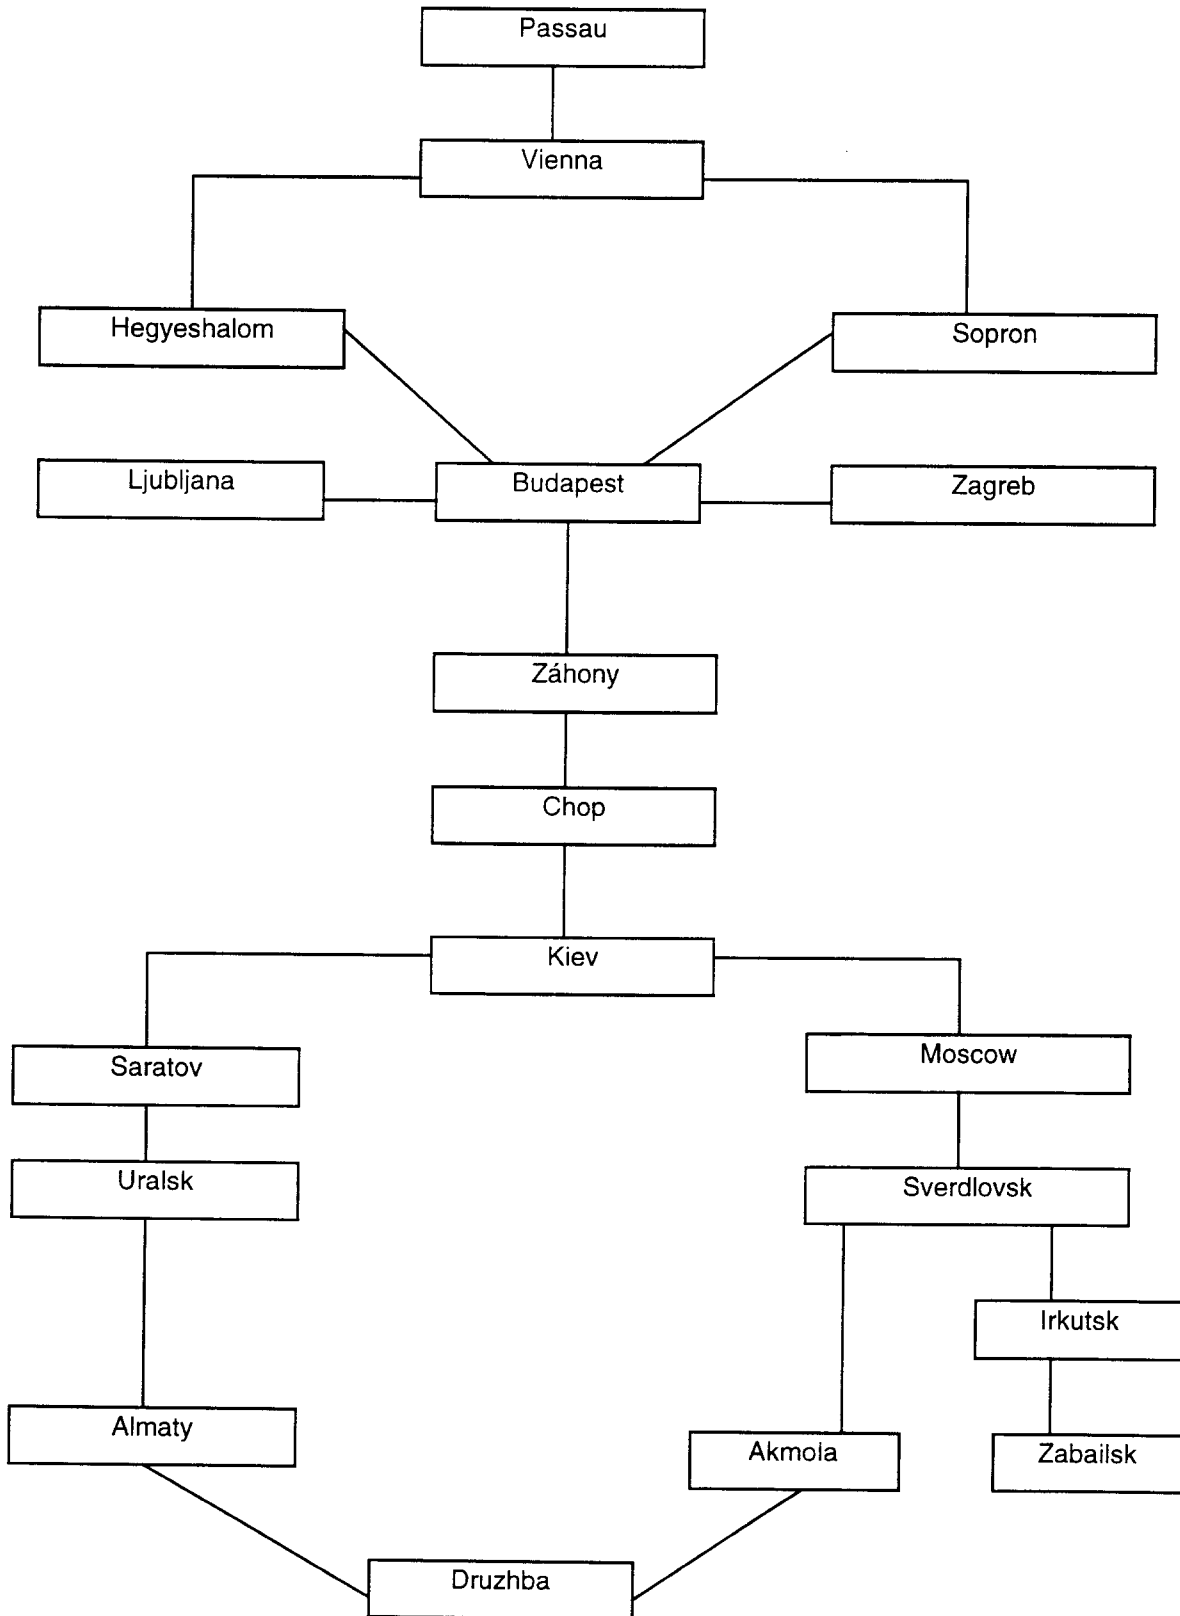 Passau
Vienna
Hegyeshalom
Sopron
Ljubljana
Budapest
Zagreb
Záhony
Chop
Kiev
Saratov
Moscow
Uralsk
Sverdlovsk
Irkutsk
Almaty
Akmola
Zabailsk
Druzhba